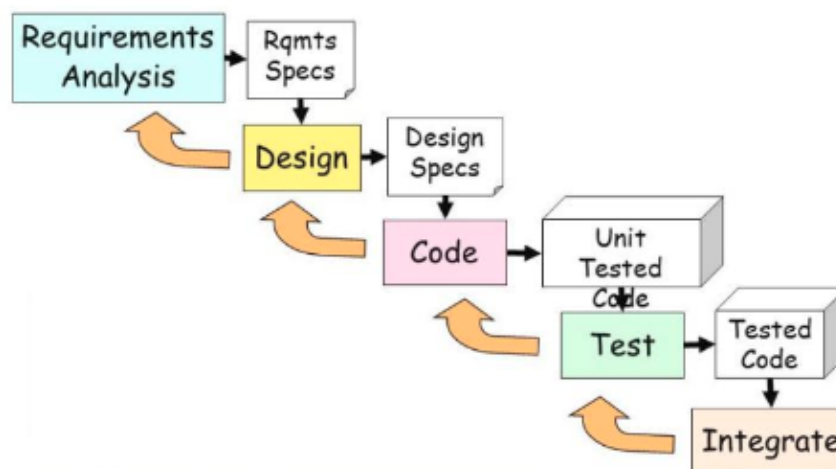 Requirements
Analysis
Rqmts
Specs
Design
Design
Specs
Code
Unit
Tested
Code
Test
Tested
Code
Integrate